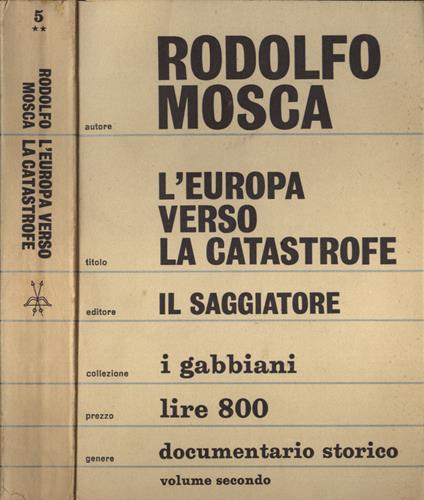 5
**
RODOLFO MOSCA
L'EUROPA VERSO LA CATASTROFE
autore RODOLFO
MOSCA
titolo L'EUROPA
VERSO
LA CATASTROFE
editore IL SAGGIATORE
collezione i gabbiani
prezzo lire 800
genere documentario storico
volume secondo